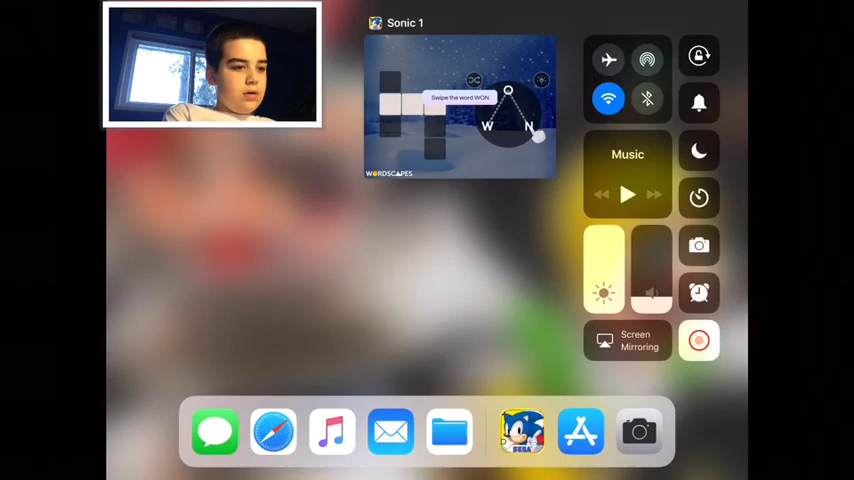 Sonic 1
Swipe the word WON
O
W N
WORDSCAPES
Music
Screen
Mirroring
SEGA